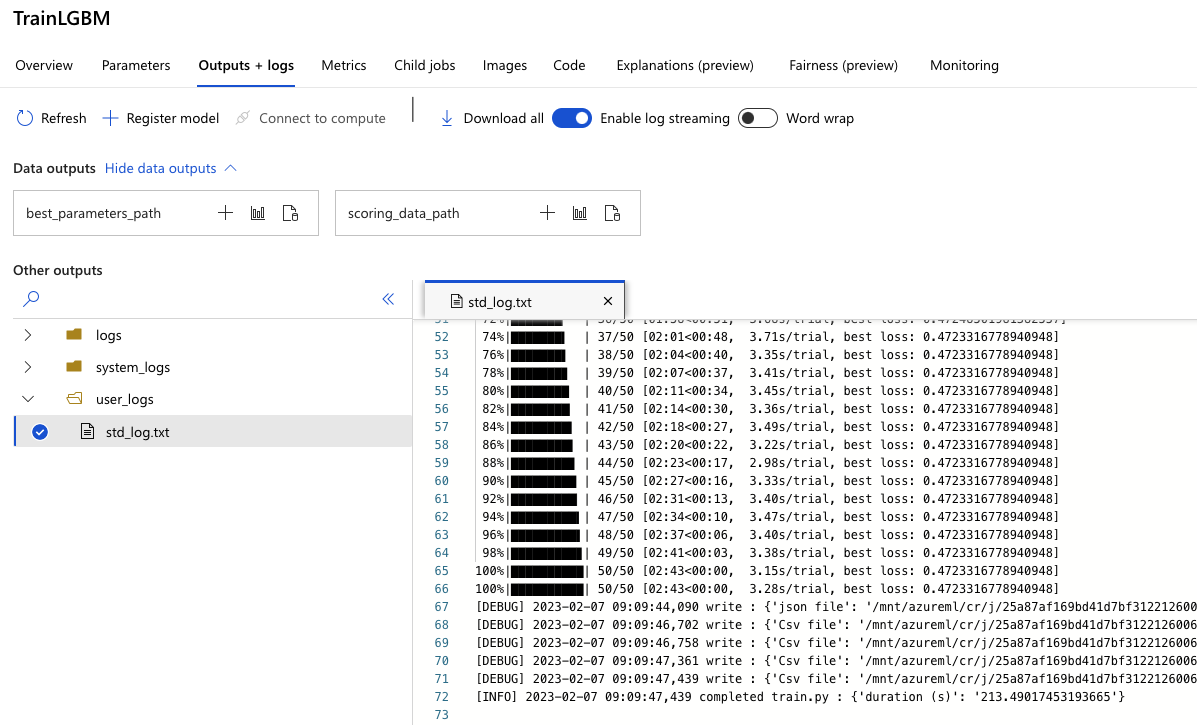 TrainLGBM
Overview Parameters Outputs + logs Metrics Child jobs Images Code Explanations (preview) Fairness (preview) Monitoring
Refresh Register model Connect to compute Download all Enable log streaming Word wrap
Data outputs Hide data outputs
best_parameters_path scoring_data_path
Other outputs
logs
system_logs
user_logs
std_log.txt
std_log.txt
52 74%| | 37/50 [02:01<00:48, 3.71s/trial, best loss: 0.4723316778940948]
53 76%| | 38/50 [02:04<00:40, 3.35s/trial, best loss: 0.4723316778940948]
54 78%| | 39/50 [02:07<00:37, 3.41s/trial, best loss: 0.4723316778940948]
55 80%| | 40/50 [02:11<00:34, 3.45s/trial, best loss: 0.4723316778940948]
56 82%| | 41/50 [02:14<00:30, 3.36s/trial, best loss: 0.4723316778940948]
57 84%| | 42/50 [02:18<00:27, 3.49s/trial, best loss: 0.4723316778940948]
58 86%| | 43/50 [02:20<00:22, 3.22s/trial, best loss: 0.4723316778940948]
59 88%| | 44/50 [02:23<00:17, 2.98s/trial, best loss: 0.4723316778940948]
60 90%| | 45/50 [02:27<00:16, 3.33s/trial, best loss: 0.4723316778940948]
61 92%| | 46/50 [02:31<00:13, 3.40s/trial, best loss: 0.4723316778940948]
62 94%| | 47/50 [02:34<00:10, 3.47s/trial, best loss: 0.4723316778940948]
63 96%| | 48/50 [02:37<00:06, 3.40s/trial, best loss: 0.4723316778940948]
64 98%| | 49/50 [02:41<00:03, 3.38s/trial, best loss: 0.4723316778940948]
65 100%| | 50/50 [02:43<00:00, 3.15s/trial, best loss: 0.4723316778940948]
66 100%| | 50/50 [02:43<00:00, 3.28s/trial, best loss: 0.4723316778940948]
67 [DEBUG] 2023-02-07 09:09:44,090 write : {'json file': '/mnt/azureml/cr/j/25a87af169bd41d7bf312212600
68 [DEBUG] 2023-02-07 09:09:46,702 write : {'Csv file': '/mnt/azureml/cr/j/25a87af169bd41d7bf3122126006
69 [DEBUG] 2023-02-07 09:09:46,758 write : {'Csv file': '/mnt/azureml/cr/j/25a87af169bd41d7bf3122126006
70 [DEBUG] 2023-02-07 09:09:47,361 write : {'Csv file': '/mnt/azureml/cr/j/25a87af169bd41d7bf3122126006
71 [DEBUG] 2023-02-07 09:09:47,439 write : {'Csv file': '/mnt/azureml/cr/j/25a87af169bd41d7bf3122126006
72 [INFO] 2023-02-07 09:09:47,439 completed train.py : {'duration (s)': '213.49017453193665'}
73